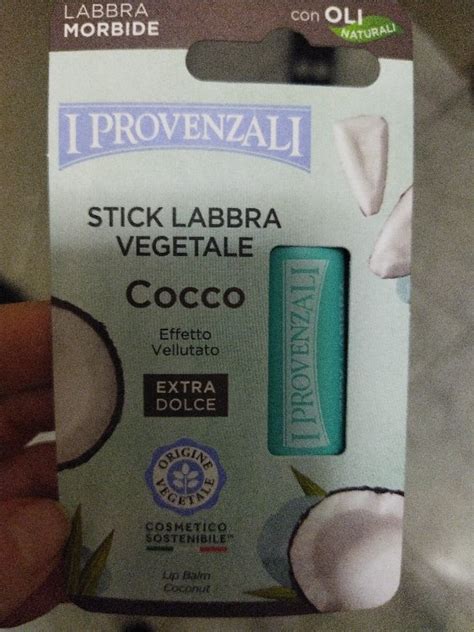 LABBRA
MORBIDE
con OLI
NATURALI
I PROVENZALI
STICK LABBRA
VEGETALE
Cocco
Effetto
Vellutato
EXTRA
DOLCE
I PROVENZALI
ORIGINE
VEGETALE
COSMETICO
SOSTENIBILE™
Lip Balm
Coconut